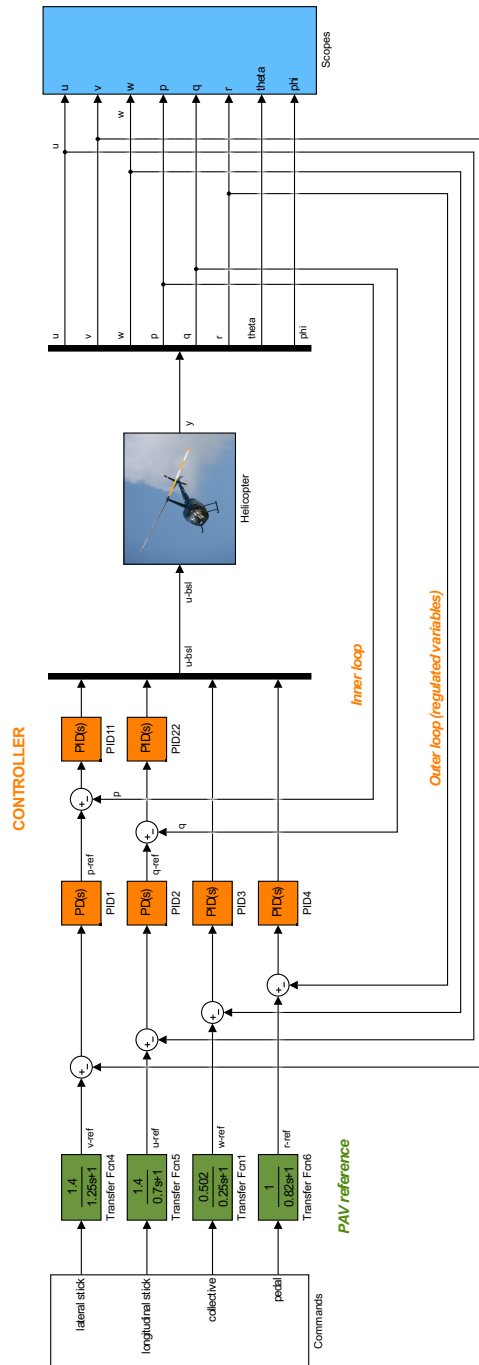 CONTROLLER
lateral stick
1.4
1.25s+1
Transfer Fcn4
v-ref
+
−
PD(s)
PID1
p-ref
+
−
p
PID(s)
PID11
longitudinal stick
1.4
0.7s+1
Transfer Fcn5
u-ref
+
−
PD(s)
PID2
q-ref
+
−
q
PID(s)
PID22
collective
0.502
0.25s+1
Transfer Fcn1
w-ref
+
−
PID(s)
PID3
pedal
1
0.82s+1
Transfer Fcn6
r-ref
+
−
PID(s)
PID4
Commands
PAV reference
u-bsl
u-bsl
Helicopter
y
u
v
w
p
q
r
theta
phi
u
w
u
v
w
p
q
r
theta
phi
Scopes
Inner loop
Outer loop (regulated variables)